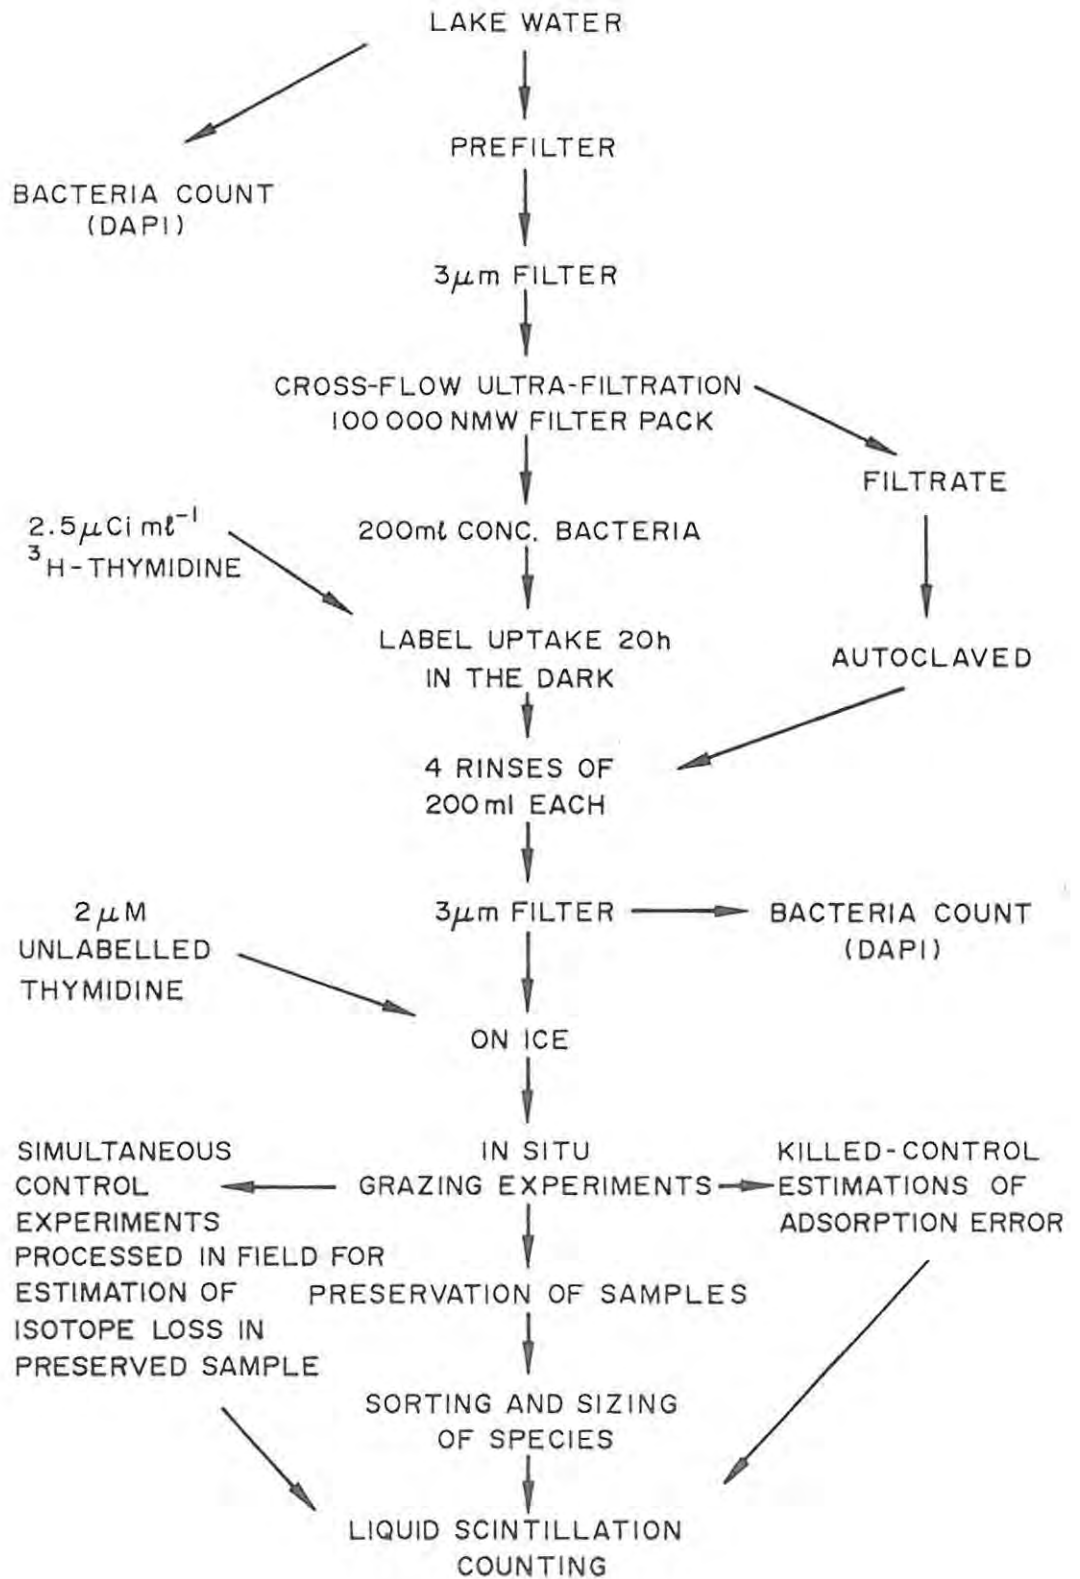 LAKE WATER
PREFILTER
BACTERIA COUNT
(DAPI)
3μm FILTER
CROSS-FLOW ULTRA-FILTRATION
100 000 NMW FILTER PACK
FILTRATE
2.5μCi mℓ⁻¹
³H-THYMIDINE
200mℓ CONC. BACTERIA
LABEL UPTAKE 20h
IN THE DARK
AUTOCLAVED
4 RINSES OF
200ml EACH
2μM
UNLABELLED
THYMIDINE
3μm FILTER
BACTERIA COUNT
(DAPI)
ON ICE
SIMULTANEOUS
CONTROL
EXPERIMENTS
PROCESSED IN FIELD FOR
ESTIMATION OF
ISOTOPE LOSS IN
PRESERVED SAMPLE
IN SITU
GRAZING EXPERIMENTS
KILLED-CONTROL
ESTIMATIONS OF
ADSORPTION ERROR
PRESERVATION OF SAMPLES
SORTING AND SIZING
OF SPECIES
LIQUID SCINTILLATION
COUNTING